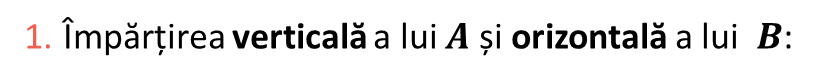 1. Împărțirea verticală a lui A și orizontală a lui B: